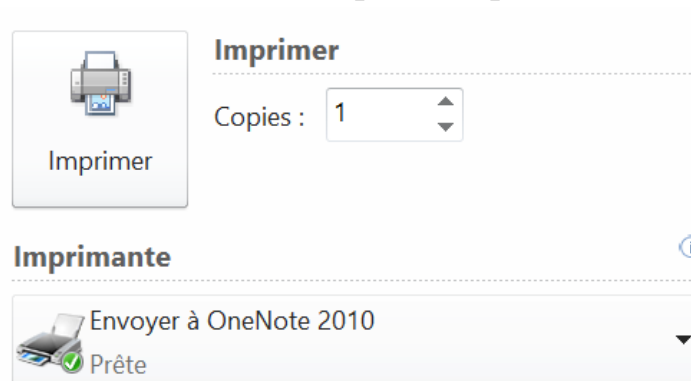 Imprimer
Imprimer
Copies : 1
Imprimante
Envoyer à OneNote 2010
Prête